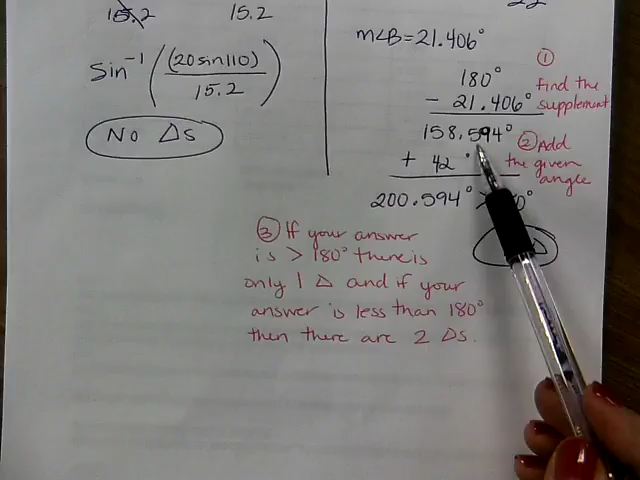 15.2 15.2
Sin⁻¹ ( (20sin110) / 15.2 )
No Δs
m∠B = 21.406°
180°
- 21.406°
158.594°
+ 42°
200.594° >
① find the
supplement
② Add
the given
angle
③ If your answer
is > 180° there is
only 1 Δ and if your
answer is less than 180°
then there are 2 Δs.